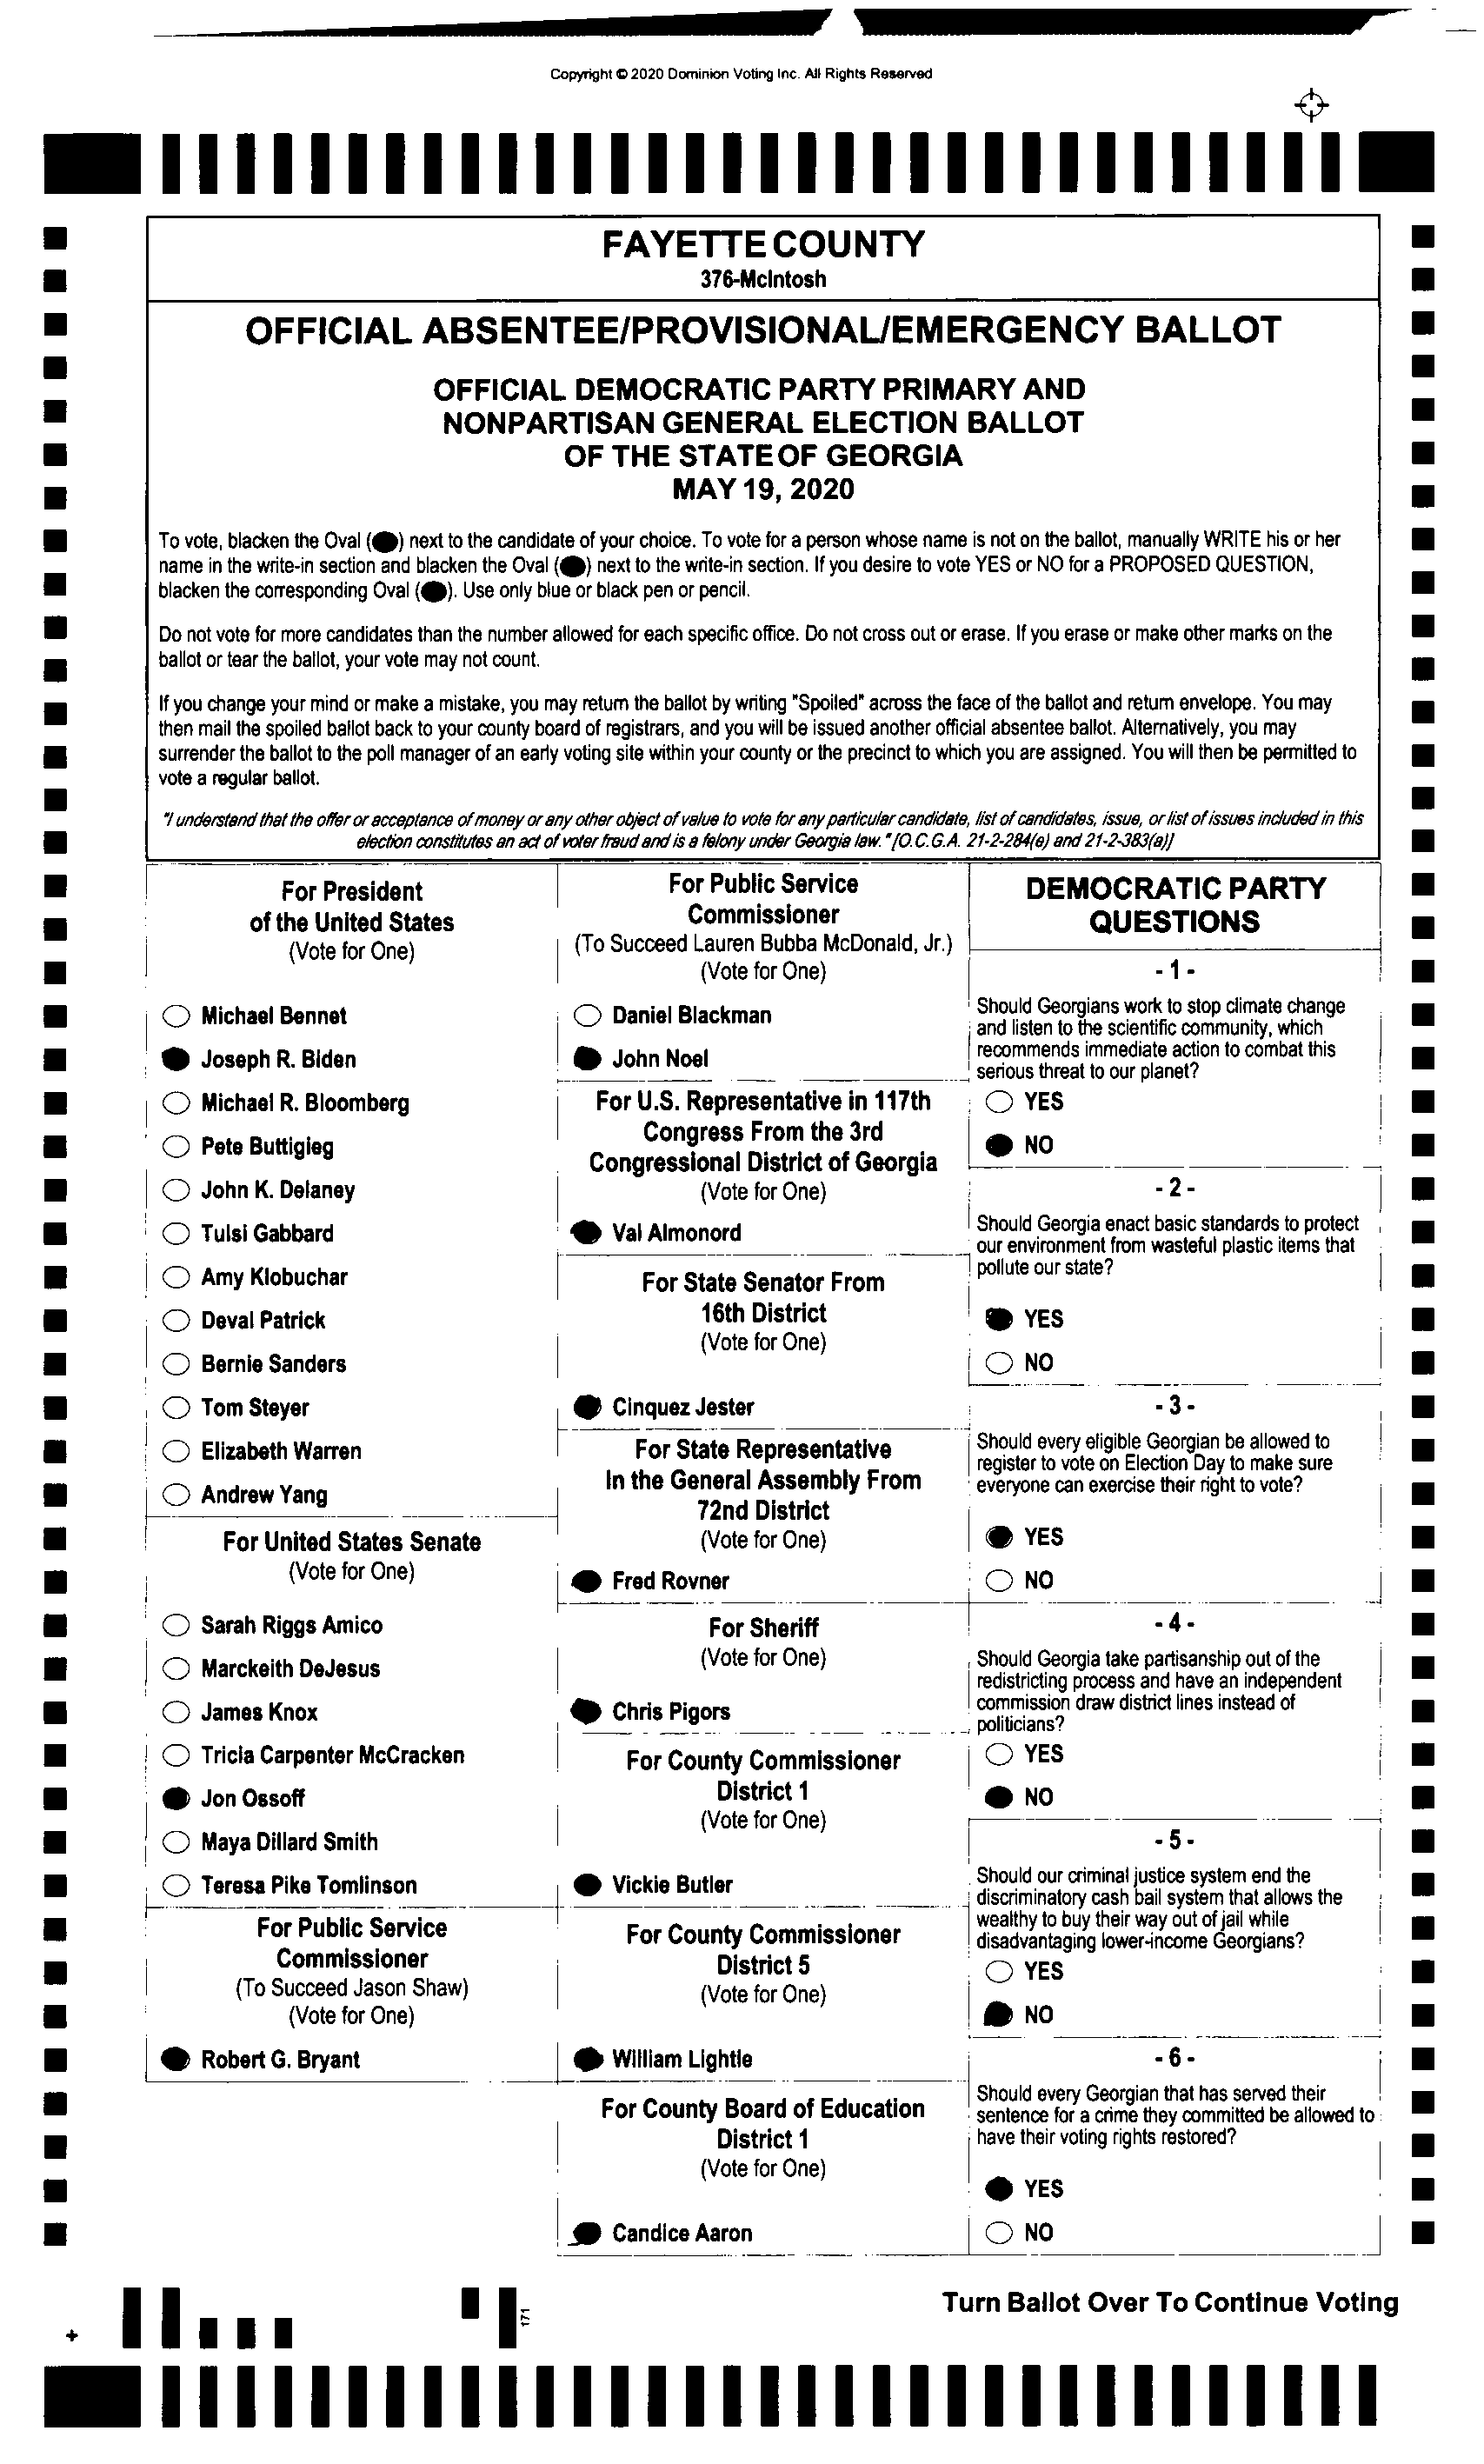 Copyright © 2020 Dominion Voting Inc. All Rights Reserved
FAYETTE COUNTY
376-McIntosh
OFFICIAL ABSENTEE/PROVISIONAL/EMERGENCY BALLOT
OFFICIAL DEMOCRATIC PARTY PRIMARY AND
NONPARTISAN GENERAL ELECTION BALLOT
OF THE STATE OF GEORGIA
MAY 19, 2020
To vote, blacken the Oval (●) next to the candidate of your choice. To vote for a person whose name is not on the ballot, manually WRITE his or her
name in the write-in section and blacken the Oval (●) next to the write-in section. If you desire to vote YES or NO for a PROPOSED QUESTION,
blacken the corresponding Oval (●). Use only blue or black pen or pencil.
Do not vote for more candidates than the number allowed for each specific office. Do not cross out or erase. If you erase or make other marks on the
ballot or tear the ballot, your vote may not count.
If you change your mind or make a mistake, you may return the ballot by writing "Spoiled" across the face of the ballot and return envelope. You may
then mail the spoiled ballot back to your county board of registrars, and you will be issued another official absentee ballot. Alternatively, you may
surrender the ballot to the poll manager of an early voting site within your county or the precinct to which you are assigned. You will then be permitted to
vote a regular ballot.
"I understand that the offer or acceptance of money or any other object of value to vote for any particular candidate, list of candidates, issue, or list of issues included in this
election constitutes an act of voter fraud and is a felony under Georgia law." [O.C.G.A. 21-2-284(e) and 21-2-383(a)]
For President
of the United States
(Vote for One)
Michael Bennet
Joseph R. Biden
Michael R. Bloomberg
Pete Buttigieg
John K. Delaney
Tulsi Gabbard
Amy Klobuchar
Deval Patrick
Bernie Sanders
Tom Steyer
Elizabeth Warren
Andrew Yang
For United States Senate
(Vote for One)
Sarah Riggs Amico
Marckeith DeJesus
James Knox
Tricia Carpenter McCracken
Jon Ossoff
Maya Dillard Smith
Teresa Pike Tomlinson
For Public Service
Commissioner
(To Succeed Jason Shaw)
(Vote for One)
Robert G. Bryant
For Public Service
Commissioner
(To Succeed Lauren Bubba McDonald, Jr.)
(Vote for One)
Daniel Blackman
John Noel
For U.S. Representative in 117th
Congress From the 3rd
Congressional District of Georgia
(Vote for One)
Val Almonord
For State Senator From
16th District
(Vote for One)
Cinquez Jester
For State Representative
In the General Assembly From
72nd District
(Vote for One)
Fred Rovner
For Sheriff
(Vote for One)
Chris Pigors
For County Commissioner
District 1
(Vote for One)
Vickie Butler
For County Commissioner
District 5
(Vote for One)
William Lightle
For County Board of Education
District 1
(Vote for One)
Candice Aaron
DEMOCRATIC PARTY
QUESTIONS
- 1 -
Should Georgians work to stop climate change
and listen to the scientific community, which
recommends immediate action to combat this
serious threat to our planet?
YES
NO
- 2 -
Should Georgia enact basic standards to protect
our environment from wasteful plastic items that
pollute our state?
YES
NO
- 3 -
Should every eligible Georgian be allowed to
register to vote on Election Day to make sure
everyone can exercise their right to vote?
YES
NO
- 4 -
Should Georgia take partisanship out of the
redistricting process and have an independent
commission draw district lines instead of
politicians?
YES
NO
- 5 -
Should our criminal justice system end the
discriminatory cash bail system that allows the
wealthy to buy their way out of jail while
disadvantaging lower-income Georgians?
YES
NO
- 6 -
Should every Georgian that has served their
sentence for a crime they committed be allowed to
have their voting rights restored?
YES
NO
171
Turn Ballot Over To Continue Voting